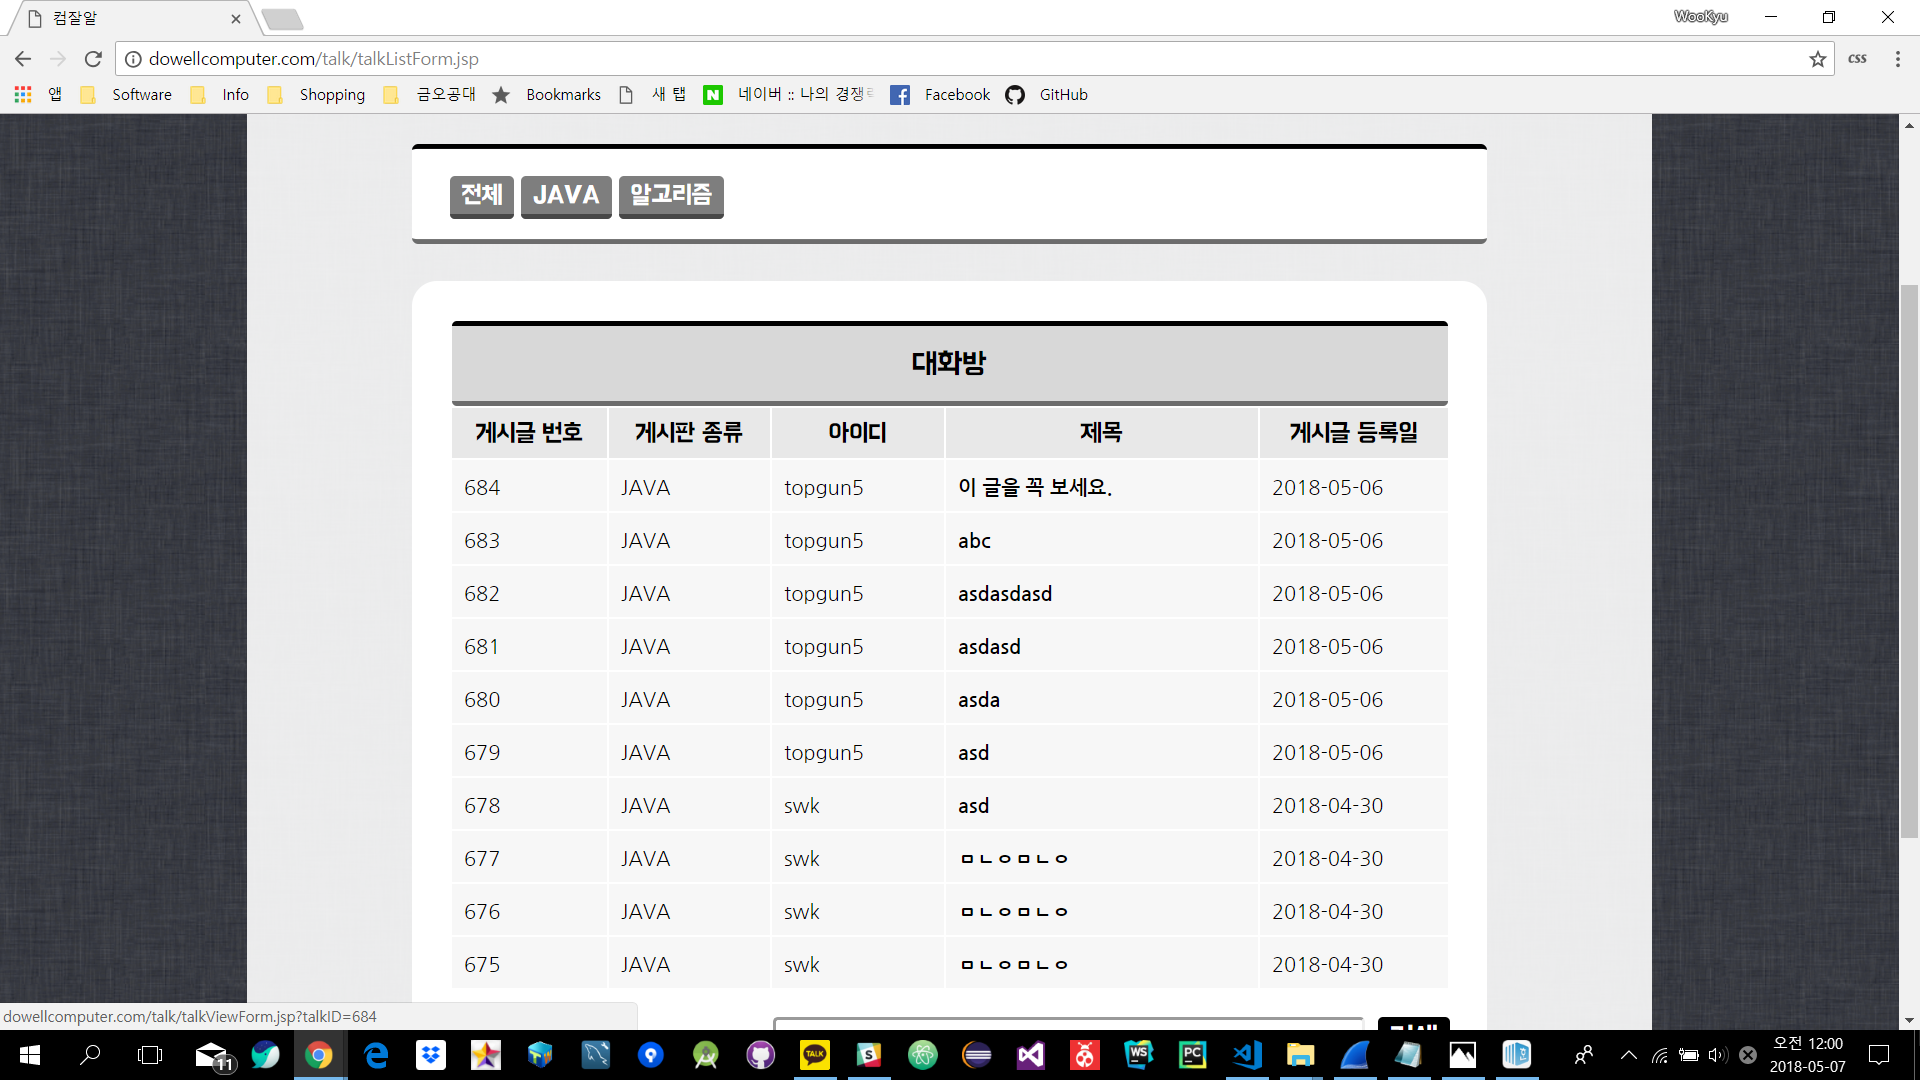 컴잘알
WooKyu
dowellcomputer.com/talk/talkListForm.jsp
css
앱 Software Info Shopping 금오공대 Bookmarks 새 탭 네이버 :: 나의 경쟁 Facebook GitHub
전체 JAVA 알고리즘
대화방
게시글 번호 게시판 종류 아이디 제목 게시글 등록일
684 JAVA topgun5 이 글을 꼭 보세요. 2018-05-06
683 JAVA topgun5 abc 2018-05-06
682 JAVA topgun5 asdasdasd 2018-05-06
681 JAVA topgun5 asdasd 2018-05-06
680 JAVA topgun5 asda 2018-05-06
679 JAVA topgun5 asd 2018-05-06
678 JAVA swk asd 2018-04-30
677 JAVA swk ㅁㄴㅇㅁㄴㅇ 2018-04-30
676 JAVA swk ㅁㄴㅇㅁㄴㅇ 2018-04-30
675 JAVA swk ㅁㄴㅇㅁㄴㅇ 2018-04-30
dowellcomputer.com/talk/talkViewForm.jsp?talkID=684
11 TALK WS PC 오전 12:00
2018-05-07